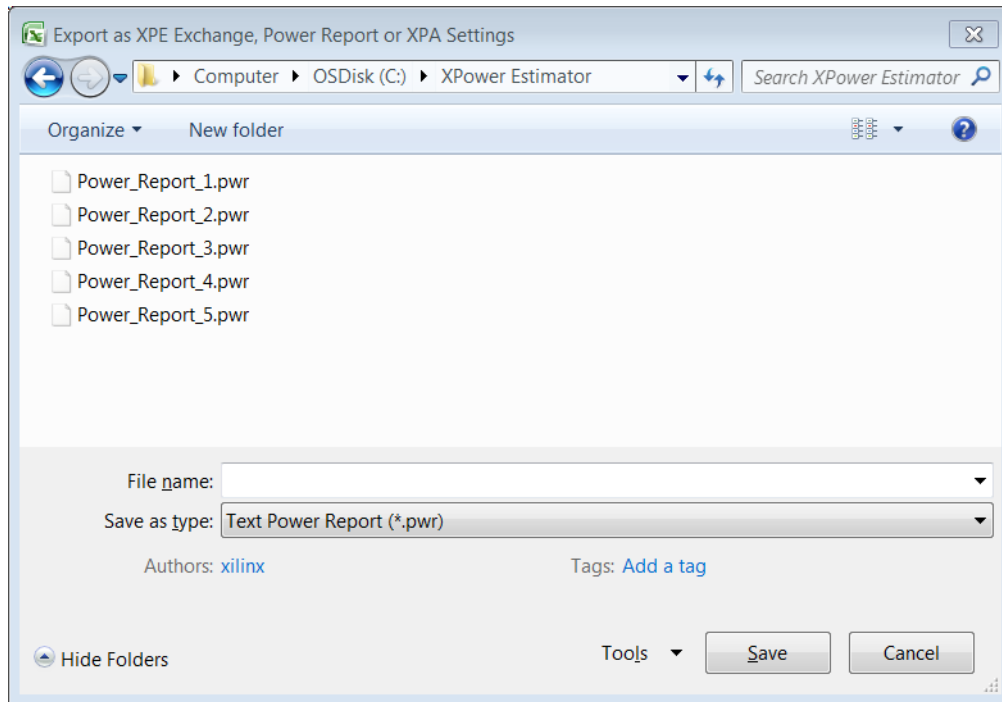 Export as XPE Exchange, Power Report or XPA Settings
Computer OSDisk (C:) XPower Estimator Search XPower Estimator
Organize New folder
Power_Report_1.pwr
Power_Report_2.pwr
Power_Report_3.pwr
Power_Report_4.pwr
Power_Report_5.pwr
File name:
Save as type: Text Power Report (*.pwr)
Authors: xilinx Tags: Add a tag
Hide Folders Tools Save Cancel